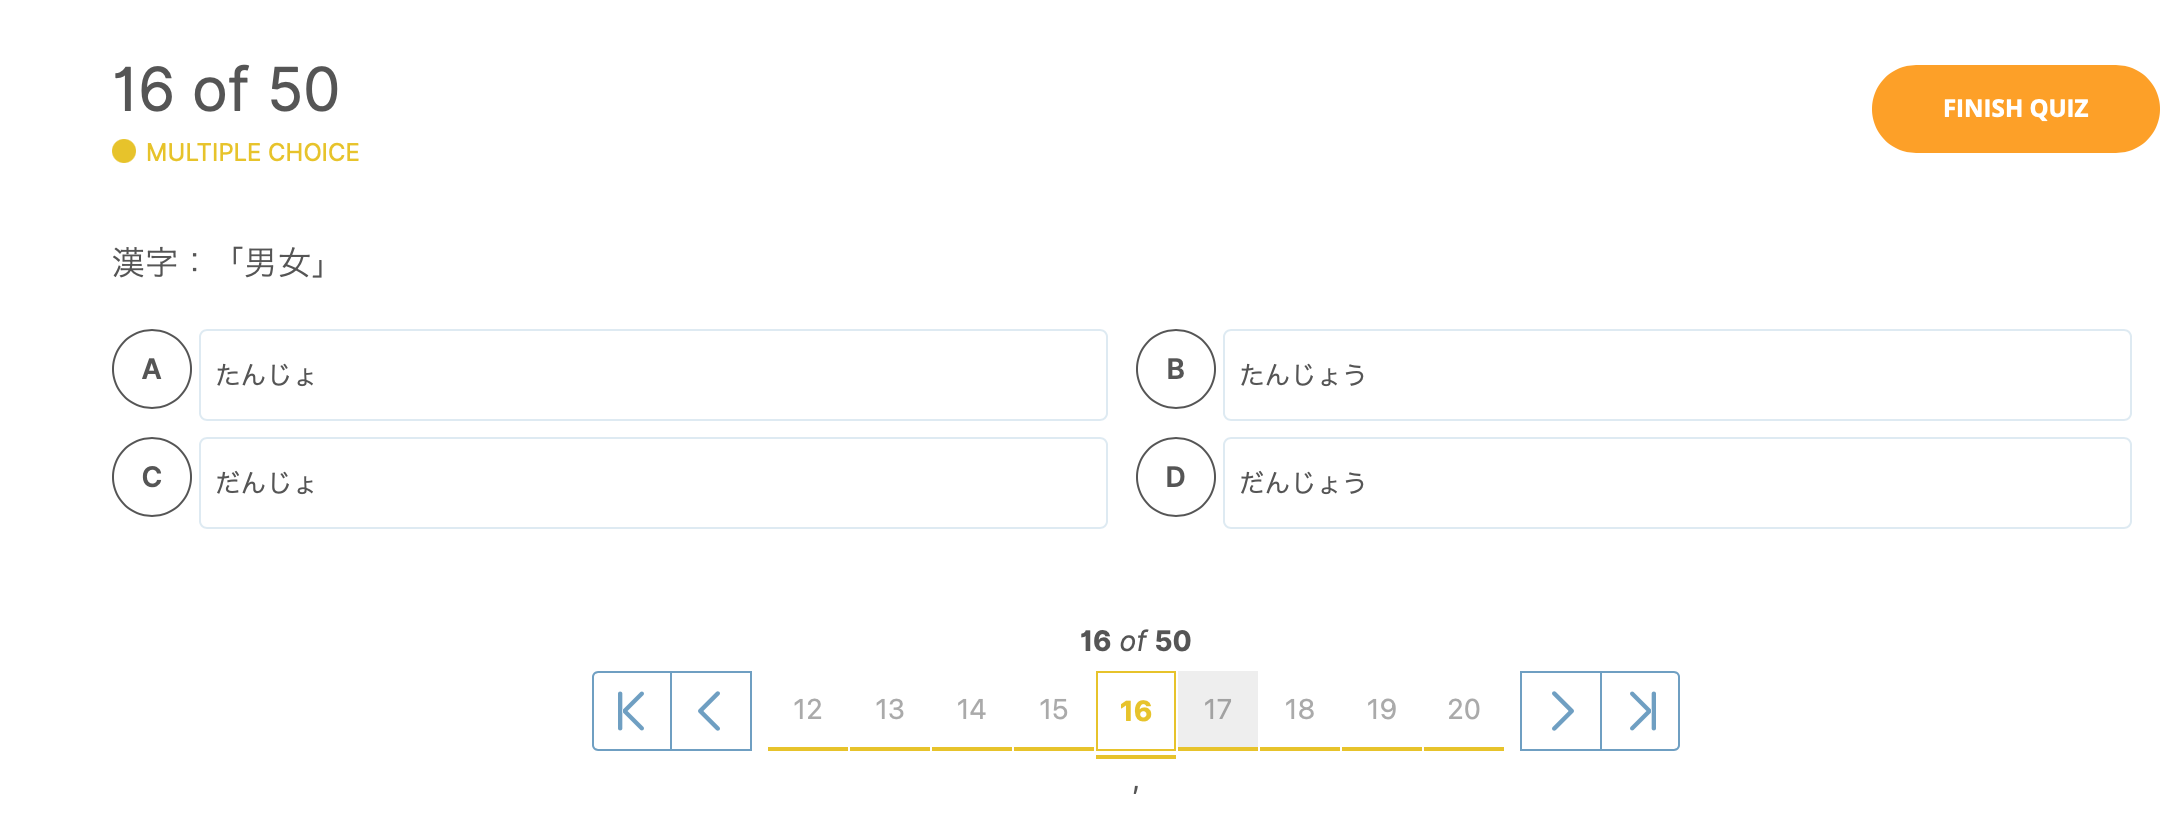 16 of 50
FINISH QUIZ
MULTIPLE CHOICE
漢字：「男女」
A たんじょ
B たんじょう
C だんじょ
D だんじょう
16 of 50
12 13 14 15 16 17 18 19 20
,